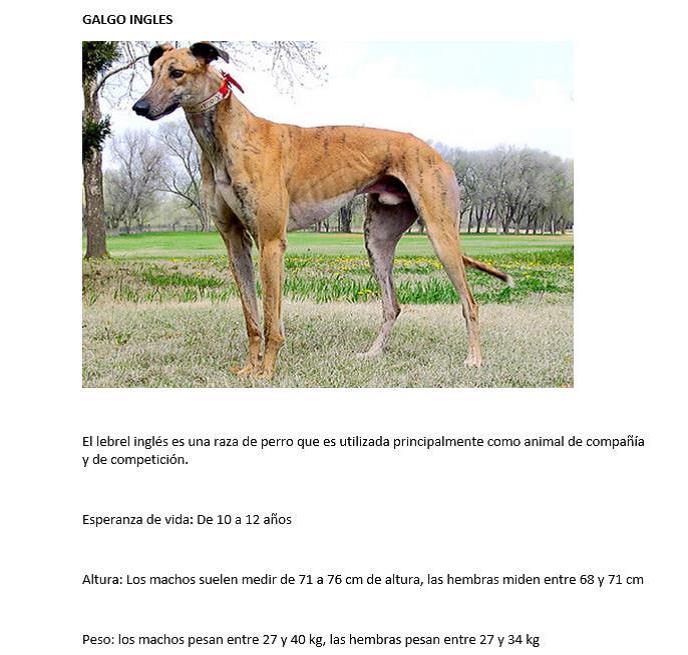 GALGO INGLES
El lebrel inglés es una raza de perro que es utilizada principalmente como animal de compañía
y de competición.
Esperanza de vida: De 10 a 12 años
Altura: Los machos suelen medir de 71 a 76 cm de altura, las hembras miden entre 68 y 71 cm
Peso: los machos pesan entre 27 y 40 kg, las hembras pesan entre 27 y 34 kg